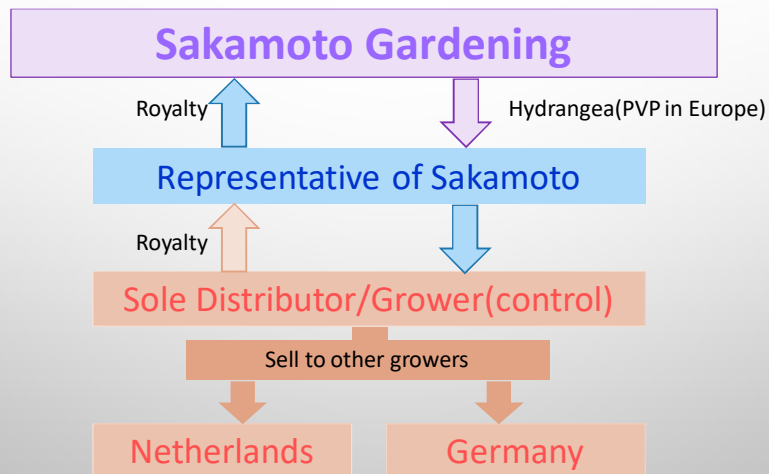 Sakamoto Gardening
Royalty
Hydrangea(PVP in Europe)
Representative of Sakamoto
Royalty
Sole Distributor/Grower(control)
Sell to other growers
Netherlands
Germany